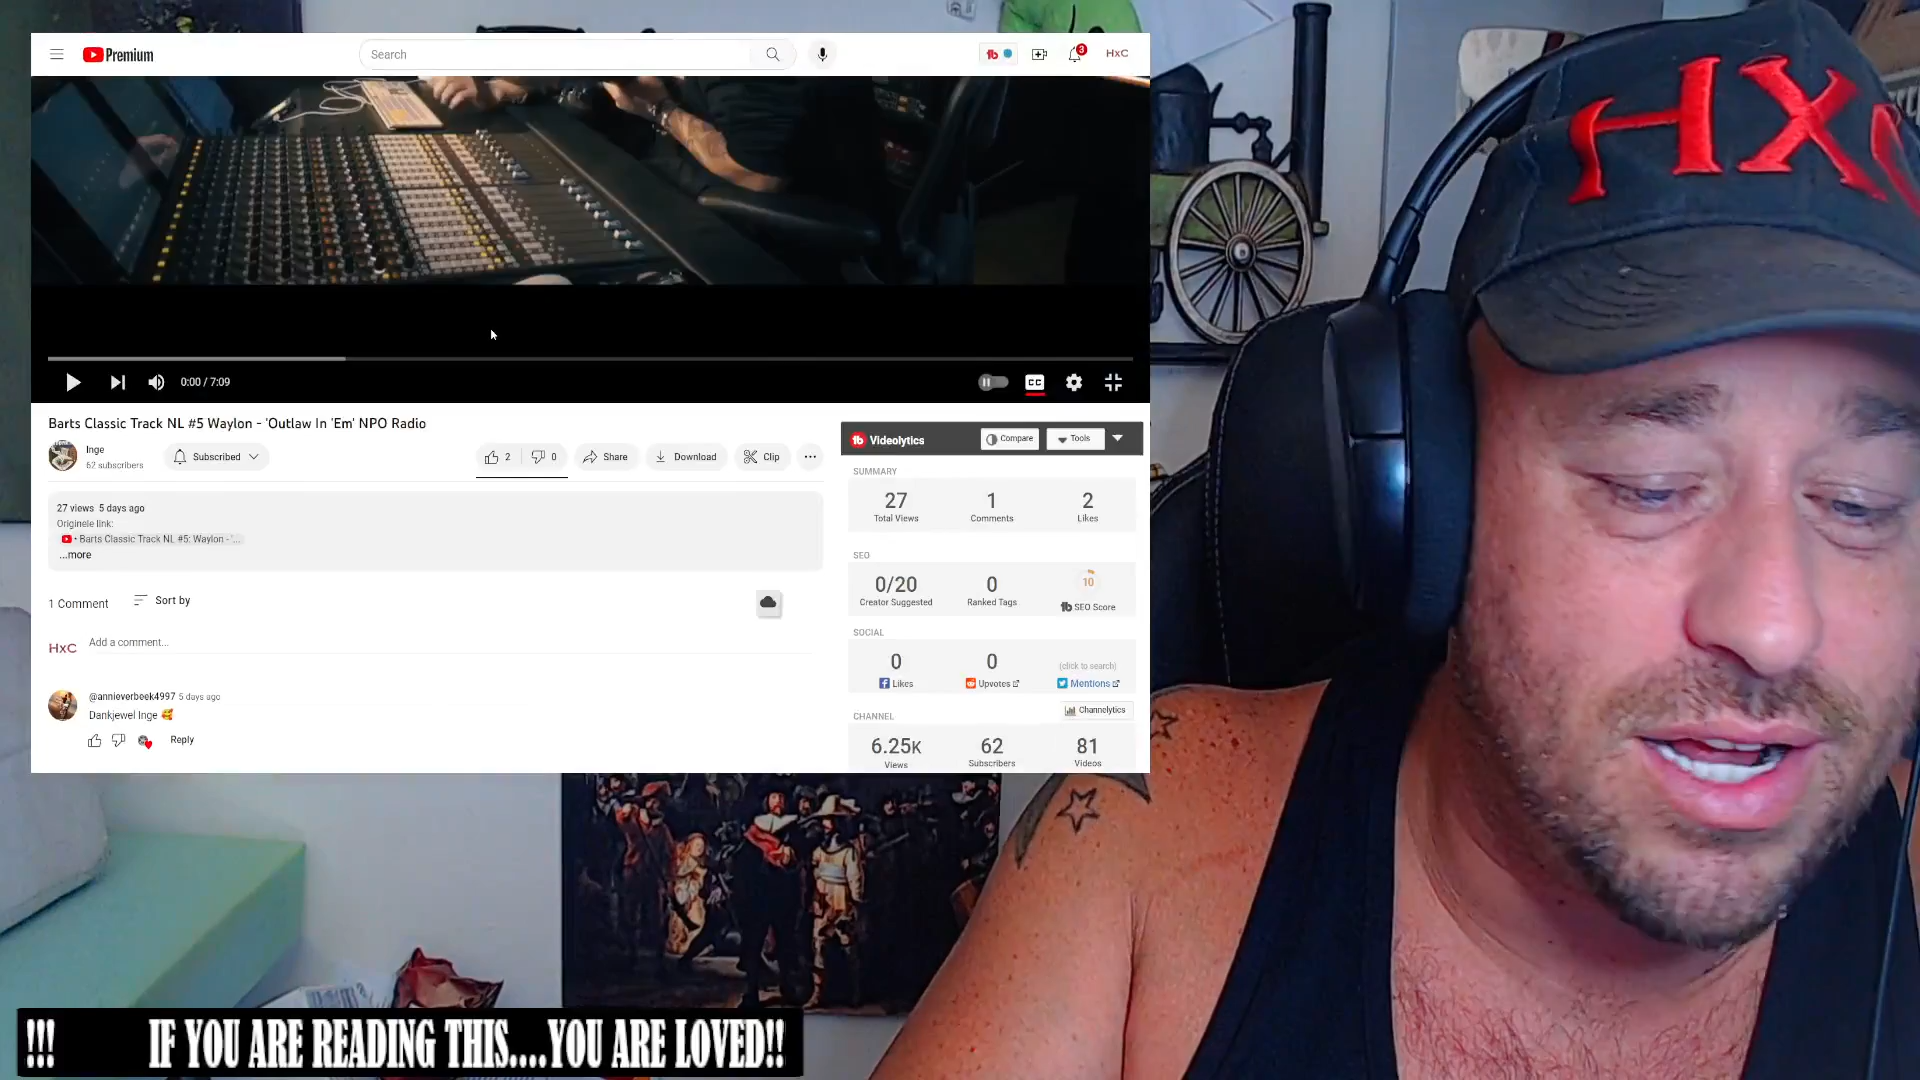 Premium
Search
3
HxC
0:00 / 7:09
CC
Barts Classic Track NL #5 Waylon - 'Outlaw In 'Em' NPO Radio
Inge
62 subscribers
Subscribed
2
0
Share
Download
Clip
27 views 5 days ago
Originele link:
• Barts Classic Track NL #5: Waylon - '...
...more
1 Comment
Sort by
HxC
Add a comment...
@annieverbeek4997 5 days ago
Dankjewel Inge 🥰
Reply
tb Videolytics
Compare
Tools
SUMMARY
27
Total Views
1
Comments
2
Likes
SEO
0/20
Creator Suggested
0
Ranked Tags
10
tb SEO Score
SOCIAL
0
Likes
0
Upvotes
(click to search)
Mentions
CHANNEL
Channelytics
6.25K
Views
62
Subscribers
81
Videos
HXC
!!! IF YOU ARE READING THIS....YOU ARE LOVED!!